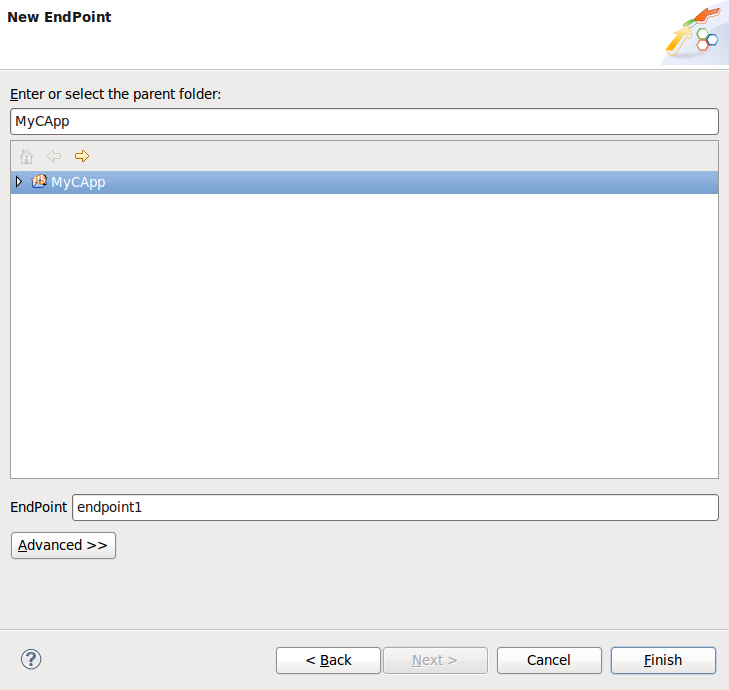 New EndPoint
Enter or select the parent folder:
MyCApp
MyCApp
EndPoint endpoint1
Advanced >>
? < Back Next > Cancel Finish